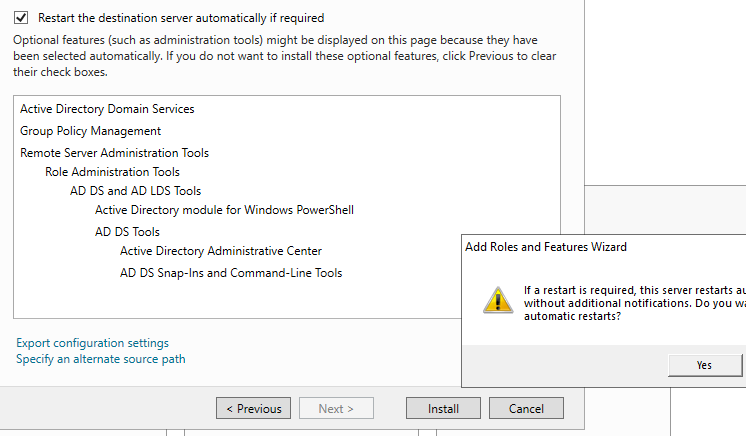 Restart the destination server automatically if required
Optional features (such as administration tools) might be displayed on this page because they have
been selected automatically. If you do not want to install these optional features, click Previous to clear
their check boxes.
Active Directory Domain Services
Group Policy Management
Remote Server Administration Tools
Role Administration Tools
AD DS and AD LDS Tools
Active Directory module for Windows PowerShell
AD DS Tools
Active Directory Administrative Center
AD DS Snap-Ins and Command-Line Tools
Add Roles and Features Wizard
If a restart is required, this server restarts
without additional notifications. Do you
automatic restarts?
Yes
Export configuration settings
Specify an alternate source path
< Previous
Next >
Install
Cancel